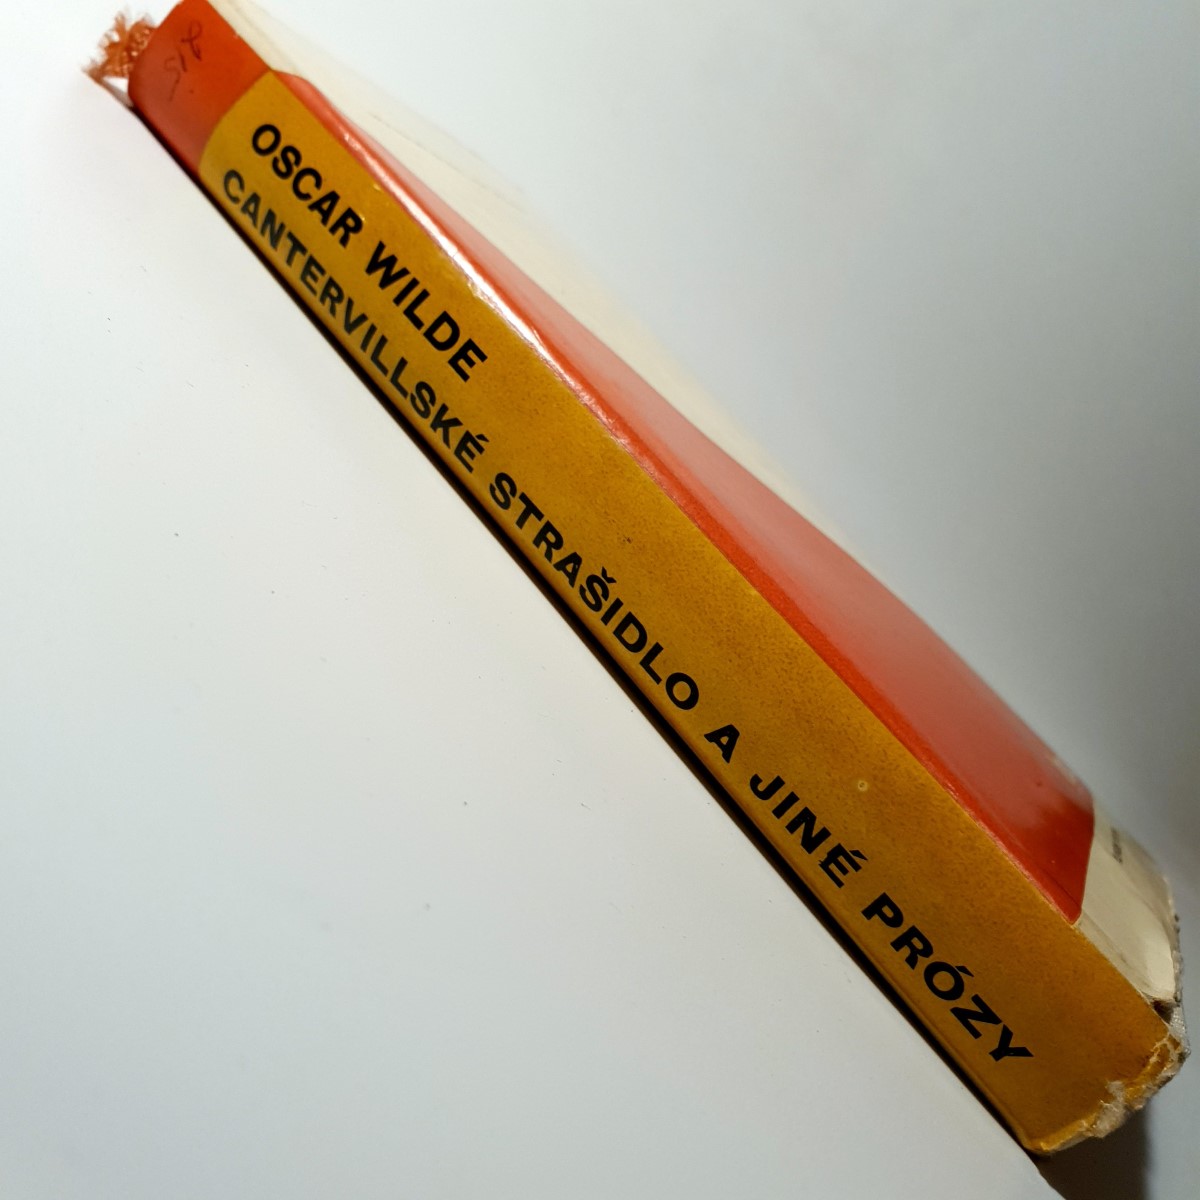 OSCAR WILDE
CANTERVILLSKÉ STRAŠIDLO A JINÉ PRÓZY